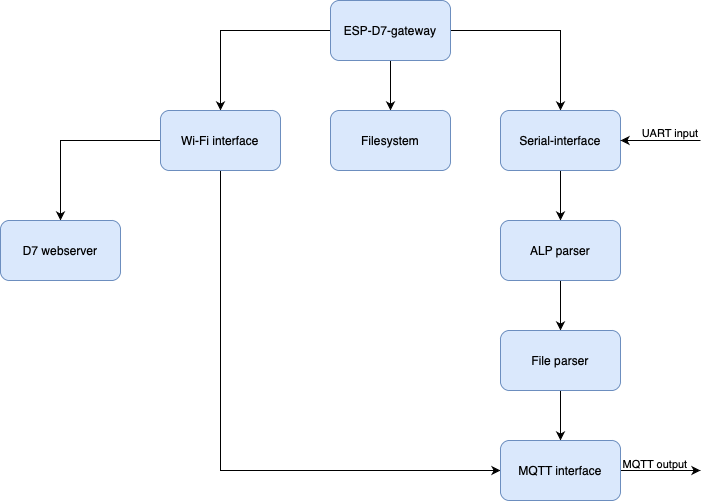 ESP-D7-gateway
Wi-Fi interface
Filesystem
Serial-interface
UART input
D7 webserver
ALP parser
File parser
MQTT interface
MQTT output